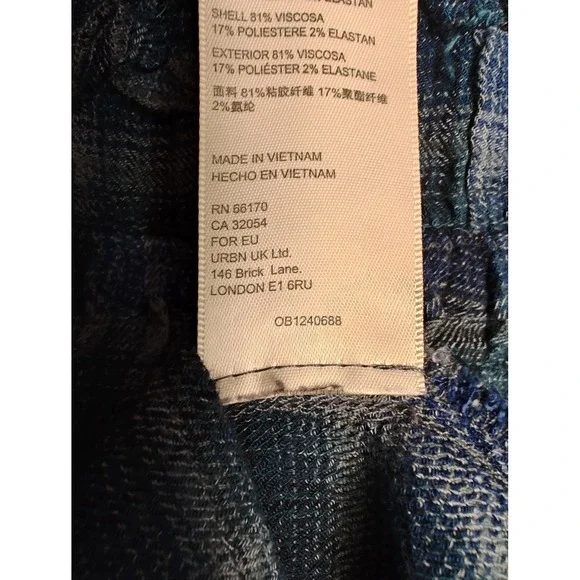 ELASTAN
SHELL 81% VISCOSA
17% POLIESTERE 2% ELASTAN
EXTERIOR 81% VISCOSA
17% POLIÉSTER 2% ELASTANE
面料 81%粘胶纤维 17%聚酯纤维
2%氨纶
MADE IN VIETNAM
HECHO EN VIETNAM
RN 66170
CA 32054
FOR EU
URBN UK Ltd.
146 Brick Lane.
LONDON E1 6RU
OB1240688